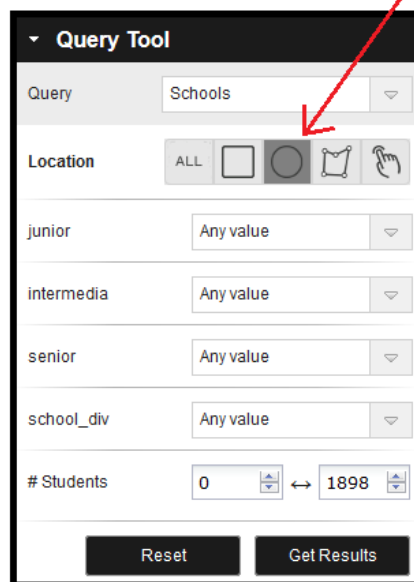 Query Tool
Query Schools
Location ALL
junior Any value
intermedia Any value
senior Any value
school_div Any value
# Students 0 ↔ 1898
Reset Get Results